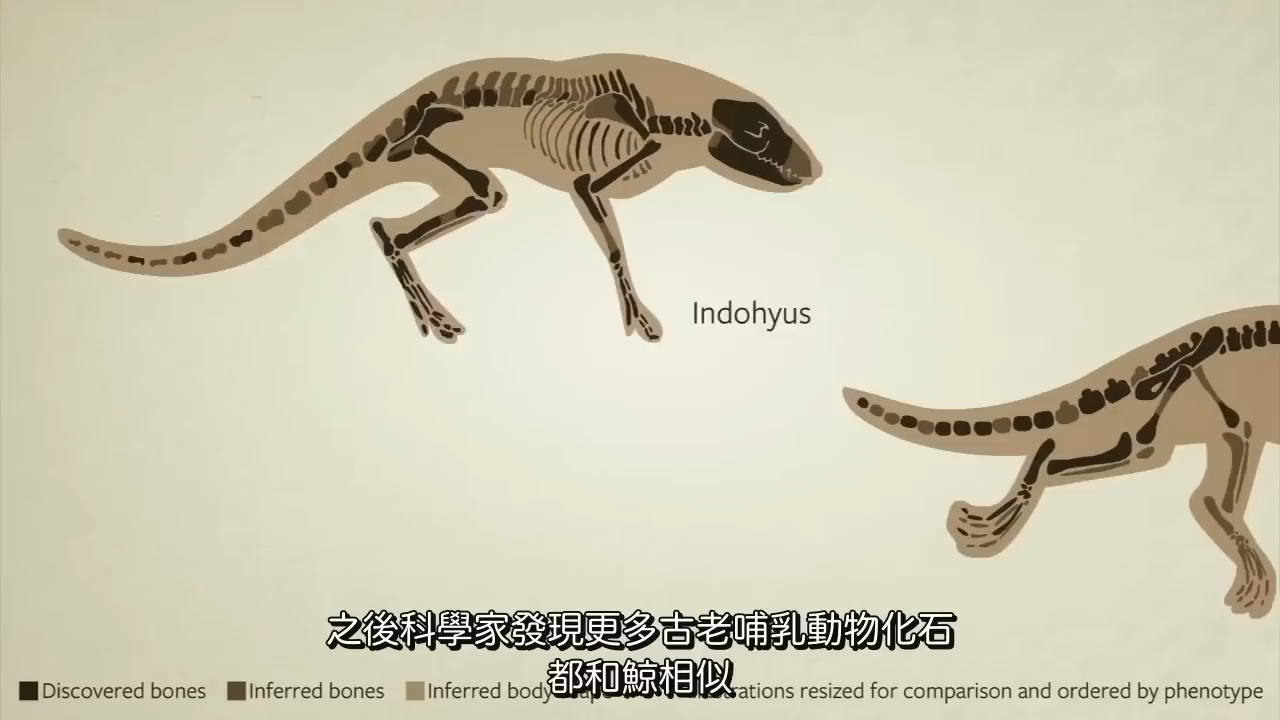 Indohyus
之後科學家發現更多古老哺乳動物化石
都和鯨相似
Discovered bones
Inferred bones
Inferred body
resized for comparison and ordered by phenotype